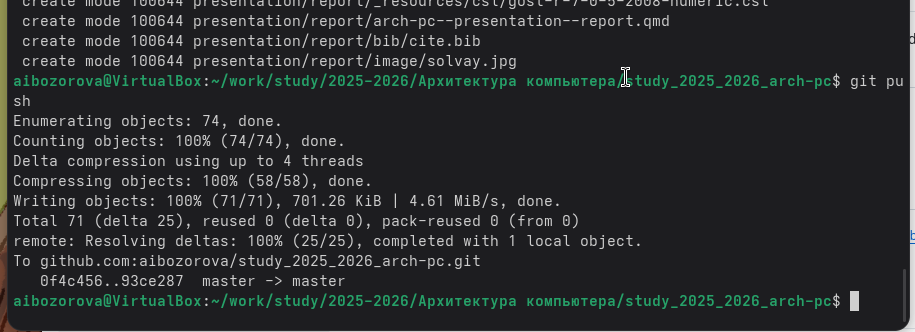 create mode 100644 presentation/report/_resources/csl/gost-r-7-0-5-2008-numeric.csl
create mode 100644 presentation/report/arch-pc--presentation--report.qmd
create mode 100644 presentation/report/bib/cite.bib
create mode 100644 presentation/report/image/solvay.jpg
aibozorova@VirtualBox:~/work/study/2025-2026/Архитектура компьютера/study_2025_2026_arch-pc$ git pu
sh
Enumerating objects: 74, done.
Counting objects: 100% (74/74), done.
Delta compression using up to 4 threads
Compressing objects: 100% (58/58), done.
Writing objects: 100% (71/71), 701.26 KiB | 4.61 MiB/s, done.
Total 71 (delta 25), reused 0 (delta 0), pack-reused 0 (from 0)
remote: Resolving deltas: 100% (25/25), completed with 1 local object.
To github.com:aibozorova/study_2025_2026_arch-pc.git
   0f4c456..93ce287  master -> master
aibozorova@VirtualBox:~/work/study/2025-2026/Архитектура компьютера/study_2025_2026_arch-pc$